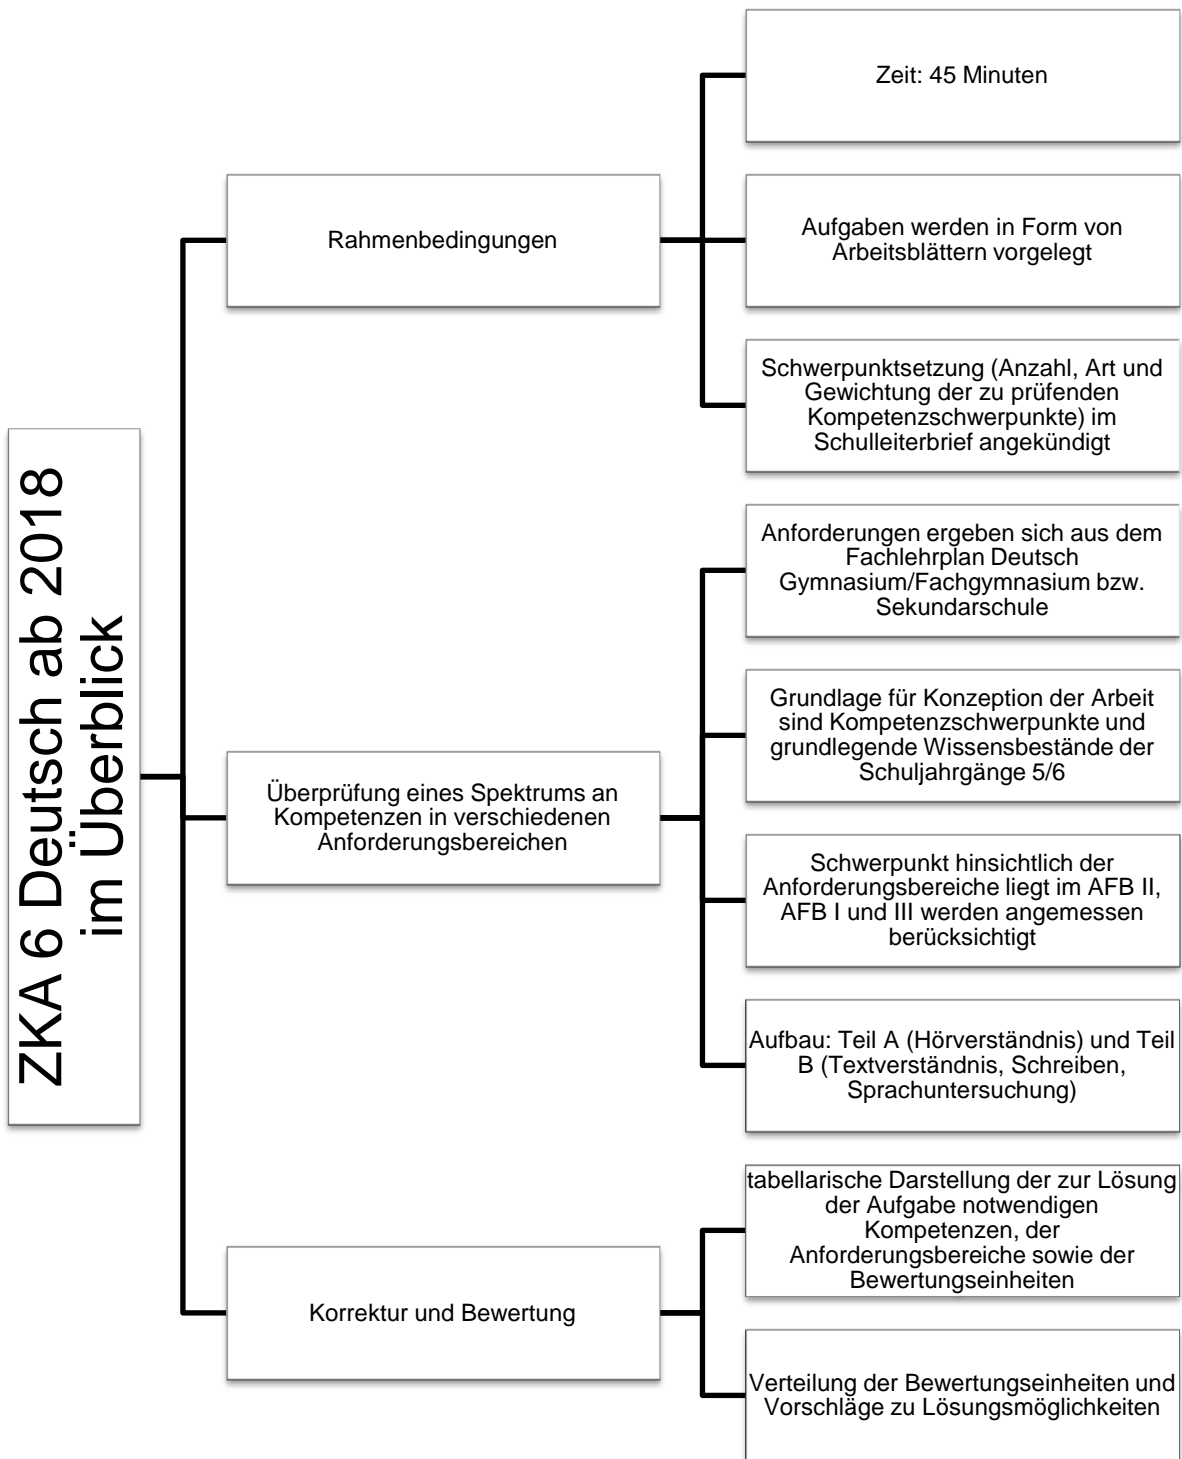 ZKA 6 Deutsch ab 2018
im Überblick
Rahmenbedingungen
Zeit: 45 Minuten
Aufgaben werden in Form von
Arbeitsblättern vorgelegt
Schwerpunktsetzung (Anzahl, Art und
Gewichtung der zu prüfenden
Kompetenzschwerpunkte) im
Schulleiterbrief angekündigt
Überprüfung eines Spektrums an
Kompetenzen in verschiedenen
Anforderungsbereichen
Anforderungen ergeben sich aus dem
Fachlehrplan Deutsch
Gymnasium/Fachgymnasium bzw.
Sekundarschule
Grundlage für Konzeption der Arbeit
sind Kompetenzschwerpunkte und
grundlegende Wissensbestände der
Schuljahrgänge 5/6
Schwerpunkt hinsichtlich der
Anforderungsbereiche liegt im AFB II,
AFB I und III werden angemessen
berücksichtigt
Aufbau: Teil A (Hörverständnis) und Teil
B (Textverständnis, Schreiben,
Sprachuntersuchung)
Korrektur und Bewertung
tabellarische Darstellung der zur Lösung
der Aufgabe notwendigen
Kompetenzen, der
Anforderungsbereiche sowie der
Bewertungseinheiten
Verteilung der Bewertungseinheiten und
Vorschläge zu Lösungsmöglichkeiten